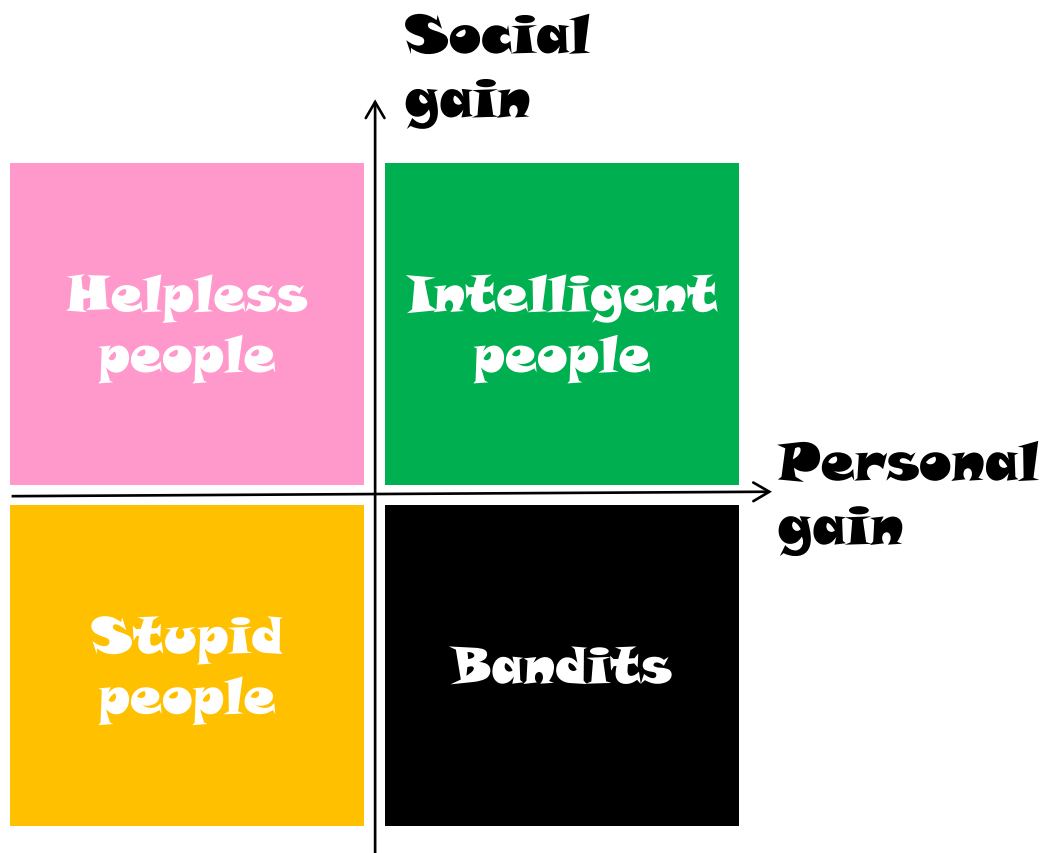 Social
gain
Helpless
people
Intelligent
people
Personal
gain
Stupid
people
Bandits